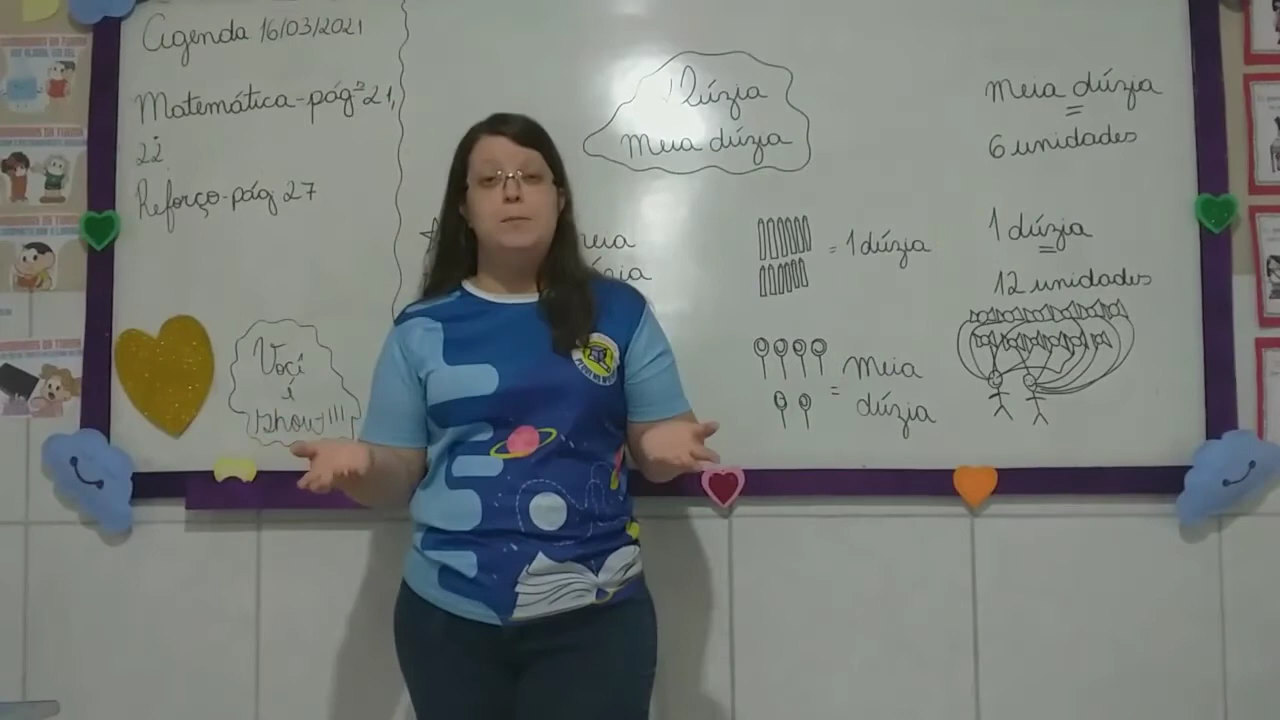 Agenda 16/03/2021
Matemática-págs 21,
22.
Reforço-pág 27
Você
é
show!!!
Dúzia
Meia dúzia
= 1 dúzia
= Meia
dúzia
Meia dúzia
=
6 unidades
1 dúzia
=
12 unidades